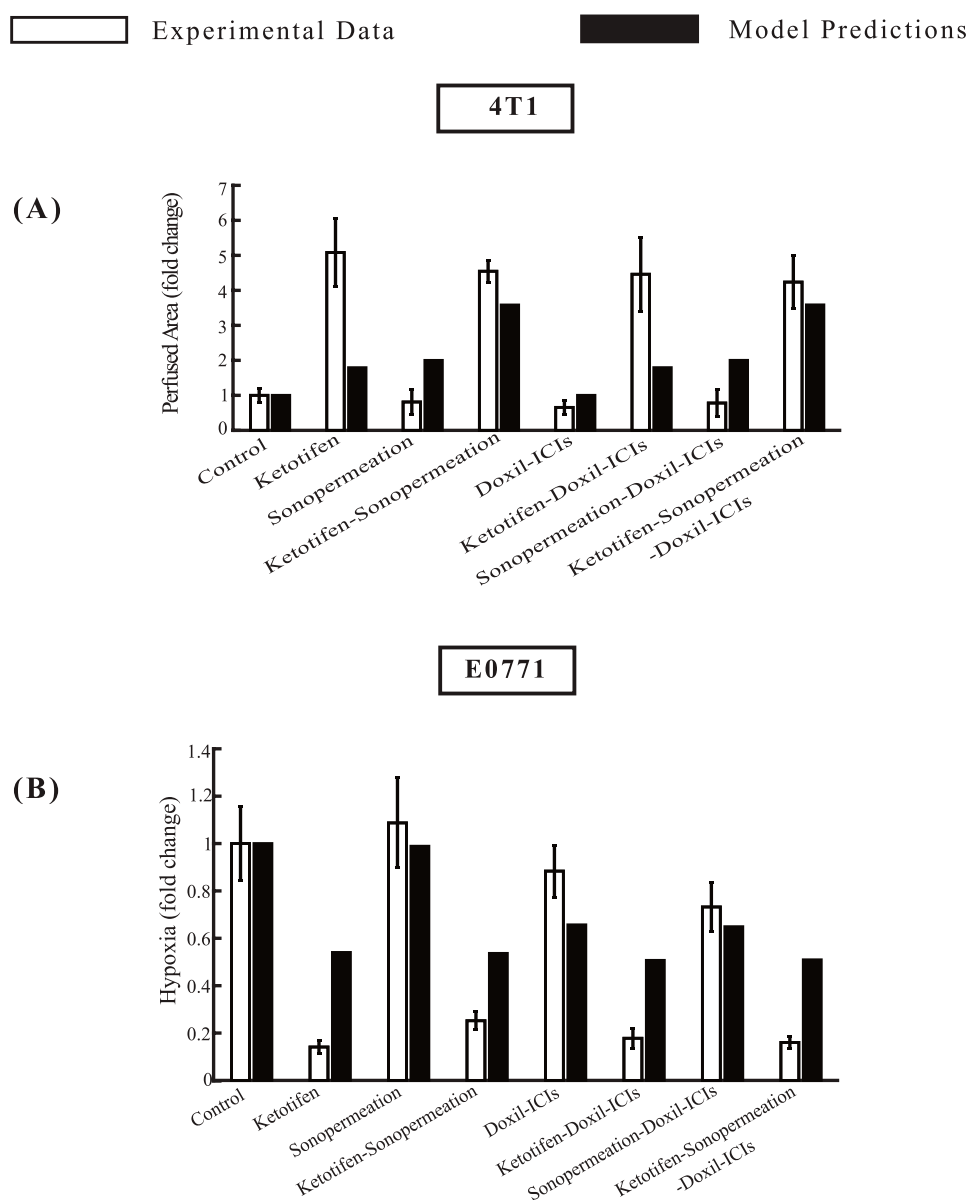 Experimental Data
Model Predictions
4T1
(A)
Perfused Area (fold change)
7
6
5
4
3
2
1
0
Control
Ketotifen
Sonopermeation
Ketotifen-Sonopermeation
Doxil-ICIs
Ketotifen-Doxil-ICIs
Sonopermeation-Doxil-ICIs
Ketotifen-Sonopermeation
-Doxil-ICIs
E0771
(B)
Hypoxia (fold change)
1.4
1.2
1
0.8
0.6
0.4
0.2
0
Control
Ketotifen
Sonopermeation
Ketotifen-Sonopermeation
Doxil-ICIs
Ketotifen-Doxil-ICIs
Sonopermeation-Doxil-ICIs
Ketotifen-Sonopermeation
-Doxil-ICIs